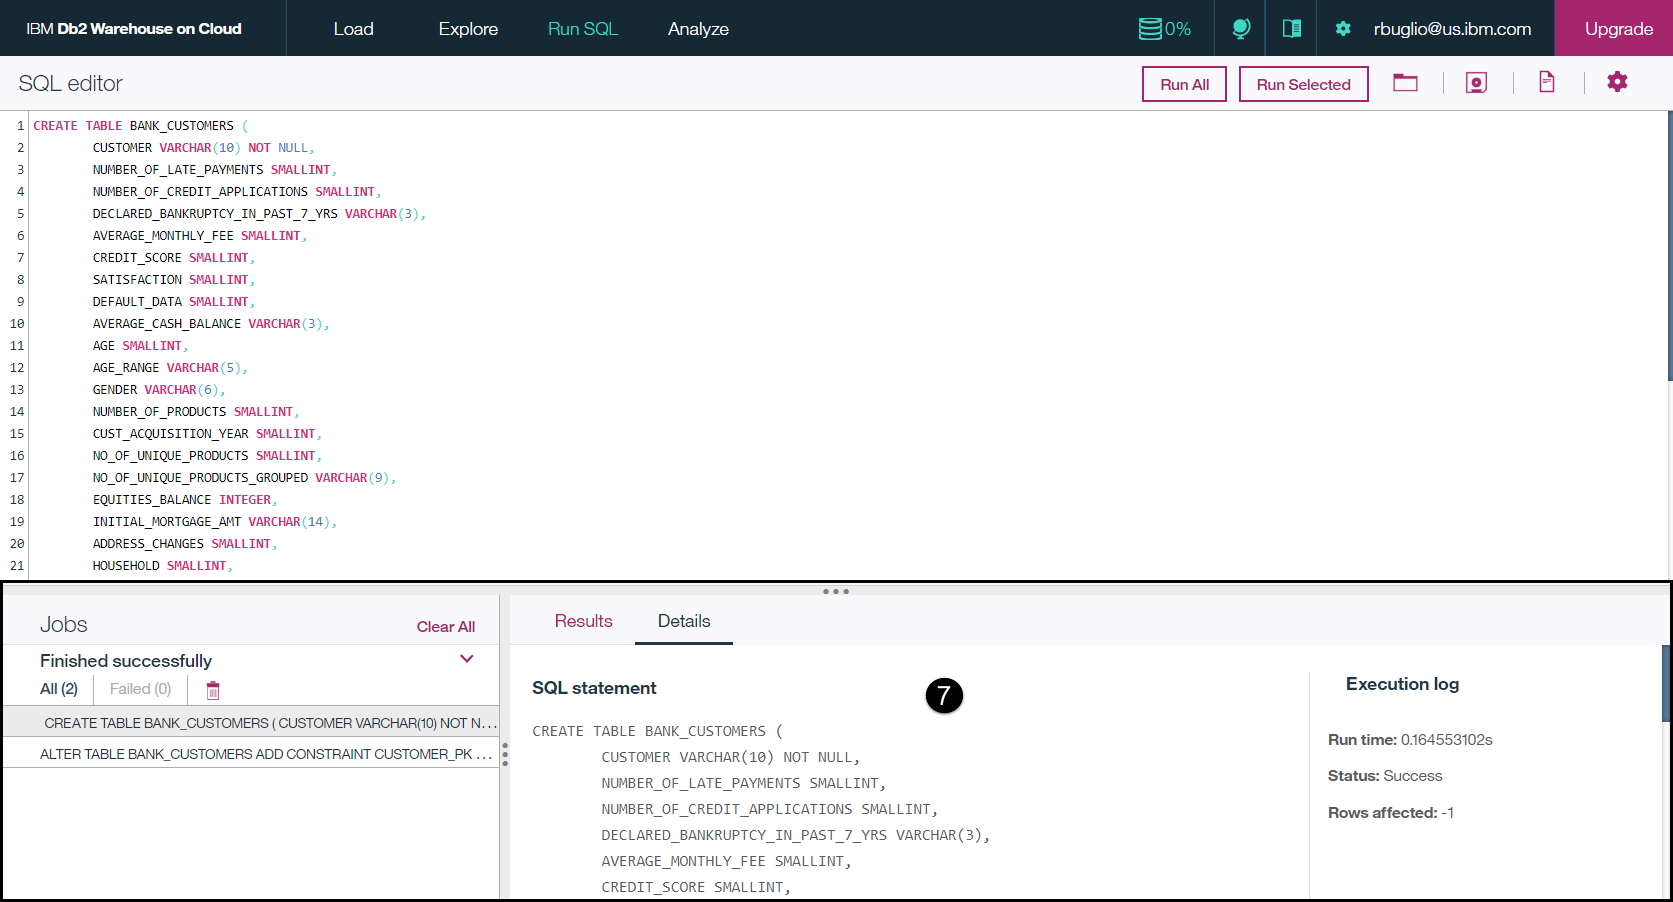 IBM Db2 Warehouse on Cloud Load Explore Run SQL Analyze 0% rbuglio@us.ibm.com Upgrade
SQL editor Run All Run Selected
1 CREATE TABLE BANK_CUSTOMERS (
2 CUSTOMER VARCHAR(10) NOT NULL,
3 NUMBER_OF_LATE_PAYMENTS SMALLINT,
4 NUMBER_OF_CREDIT_APPLICATIONS SMALLINT,
5 DECLARED_BANKRUPTCY_IN_PAST_7_YRS VARCHAR(3),
6 AVERAGE_MONTHLY_FEE SMALLINT,
7 CREDIT_SCORE SMALLINT,
8 SATISFACTION SMALLINT,
9 DEFAULT_DATA SMALLINT,
10 AVERAGE_CASH_BALANCE VARCHAR(3),
11 AGE SMALLINT,
12 AGE_RANGE VARCHAR(5),
13 GENDER VARCHAR(6),
14 NUMBER_OF_PRODUCTS SMALLINT,
15 CUST_ACQUISITION_YEAR SMALLINT,
16 NO_OF_UNIQUE_PRODUCTS SMALLINT,
17 NO_OF_UNIQUE_PRODUCTS_GROUPED VARCHAR(9),
18 EQUITIES_BALANCE INTEGER,
19 INITIAL_MORTGAGE_AMT VARCHAR(14),
20 ADDRESS_CHANGES SMALLINT,
21 HOUSEHOLD SMALLINT,
Jobs Clear All
Finished successfully
All (2) Failed (0)
CREATE TABLE BANK_CUSTOMERS ( CUSTOMER VARCHAR(10) NOT N...
ALTER TABLE BANK_CUSTOMERS ADD CONSTRAINT CUSTOMER_PK ...
Results Details
SQL statement
7
CREATE TABLE BANK_CUSTOMERS (
CUSTOMER VARCHAR(10) NOT NULL,
NUMBER_OF_LATE_PAYMENTS SMALLINT,
NUMBER_OF_CREDIT_APPLICATIONS SMALLINT,
DECLARED_BANKRUPTCY_IN_PAST_7_YRS VARCHAR(3),
AVERAGE_MONTHLY_FEE SMALLINT,
CREDIT_SCORE SMALLINT,
Execution log
Run time: 0.164553102s
Status: Success
Rows affected: -1